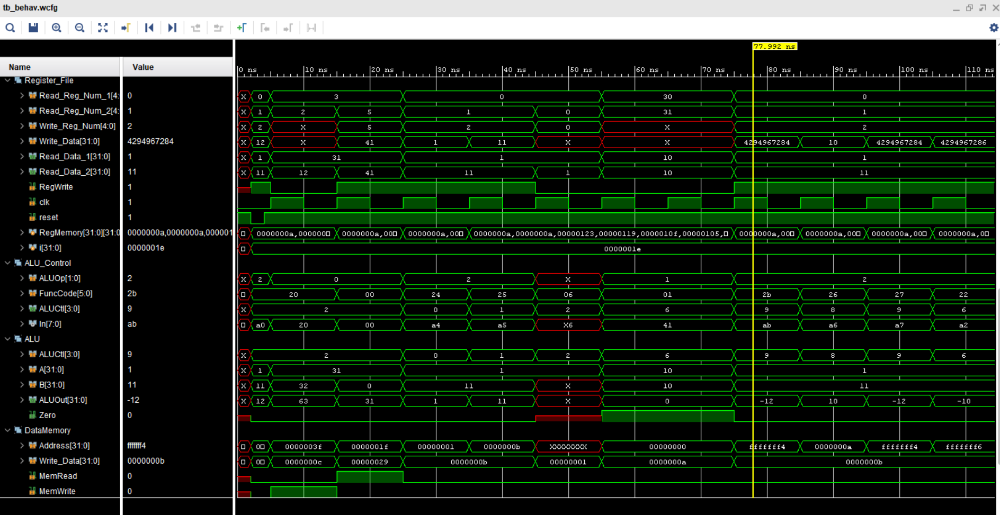 tb_behav.wcfg
77.992 ns
Name Value
0 ns 10 ns 20 ns 30 ns 40 ns 50 ns 60 ns 70 ns 80 ns 90 ns 100 ns 110 ns
Register_File
Read_Reg_Num_1[4: 0 X 0 3 0 30 0
Read_Reg_Num_2[4: 1 X 1 2 5 1 0 31 1
Write_Reg_Num[4:0] 2 X 2 X 5 2 0 X 2
Write_Data[31:0] 4294967284 X 12 X 41 1 11 X X 4294967284 10 4294967284 4294967286
Read_Data_1[31:0] 1 X 1 31 1 10 1
Read_Data_2[31:0] 11 X 11 12 41 11 1 10 11
RegWrite 1
clk 1
reset 1
RegMemory[31:0][31:0 0000000a,0000000a,000001 0000000a,000000 0000000a,00 0000000a,00 0000000a,0000000a,00000123,00000119,0000010f,00000105, 0000000a,00 0000000a,00 0000000a,00 0000000a,00
i[31:0] 0000001e 0000001e
ALU_Control
ALUOp[1:0] 2 X 2 0 2 X 1 2
FuncCode[5:0] 2b 20 00 24 25 06 01 2b 26 27 22
ALUCtl[3:0] 9 X 2 0 1 2 6 9 8 9 6
In[7:0] ab a0 20 00 a4 a5 X6 41 ab a6 a7 a2
ALU
ALUCtl[3:0] 9 X 2 0 1 2 6 9 8 9 6
A[31:0] 1 X 1 31 1 10 1
B[31:0] 11 X 11 32 0 11 X 10 11
ALUOut[31:0] -12 X 12 63 31 1 11 X 0 -12 10 -12 -10
Zero 0
DataMemory
Address[31:0] fffffff4 0 0000003f 0000001f 00000001 0000000b XXXXXXXX 00000000 fffffff4 0000000a fffffff4 fffffff6
Write_Data[31:0] 0000000b 0 0000000c 00000029 0000000b 00000001 0000000a 0000000b
MemRead 0
MemWrite 0